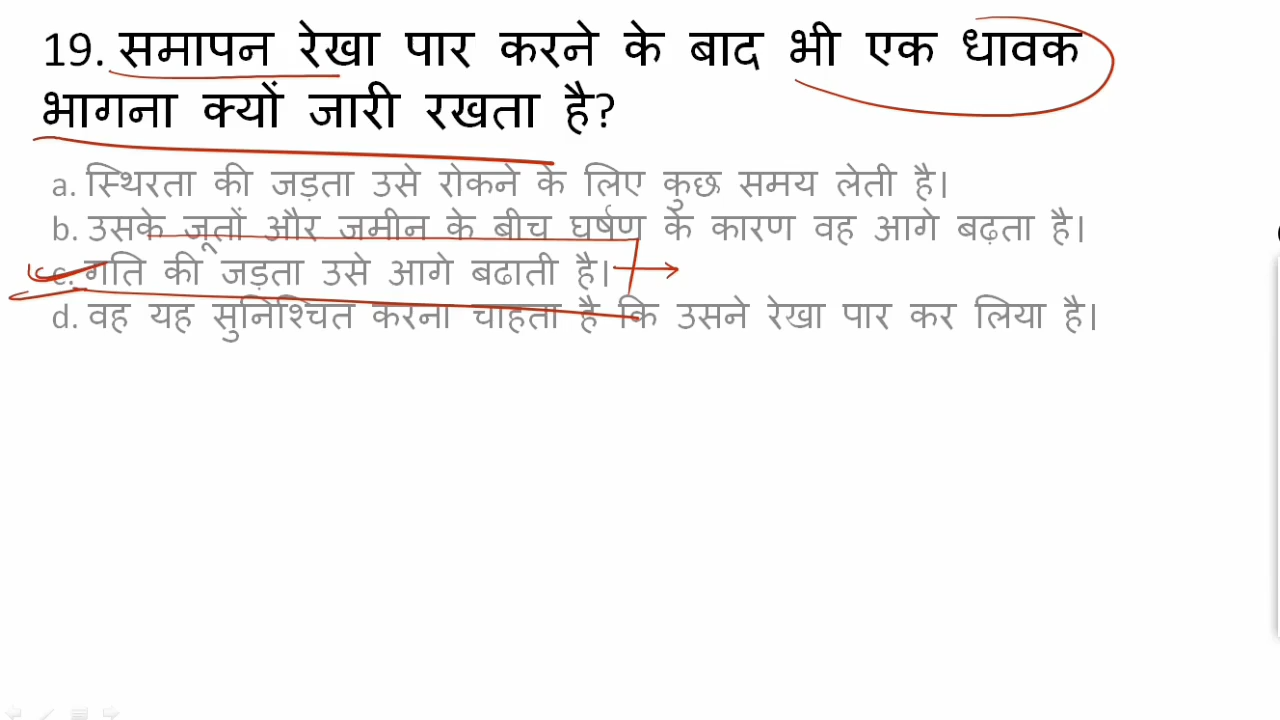 19. समापन रेखा पार करने के बाद भी एक धावक
भागना क्यों जारी रखता है?
a. स्थिरता की जड़ता उसे रोकने के लिए कुछ समय लेती है।
b. उसके जूतों और जमीन के बीच घर्षण के कारण वह आगे बढ़ता है।
c. गति की जड़ता उसे आगे बढाती है।
d. वह यह सुनिश्चित करना चाहता है कि उसने रेखा पार कर लिया है।